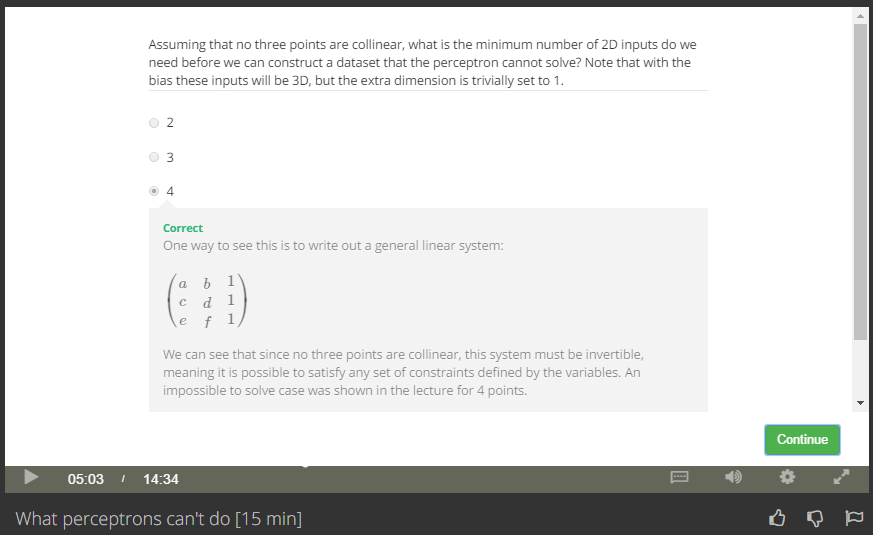 Assuming that no three points are collinear, what is the minimum number of 2D inputs do we
need before we can construct a dataset that the perceptron cannot solve? Note that with the
bias these inputs will be 3D, but the extra dimension is trivially set to 1.
2
3
4
Correct
One way to see this is to write out a general linear system:
a b 1
c d 1
e f 1
We can see that since no three points are collinear, this system must be invertible,
meaning it is possible to satisfy any set of constraints defined by the variables. An
impossible to solve case was shown in the lecture for 4 points.
Continue
05:03 / 14:34
What perceptrons can't do [15 min]